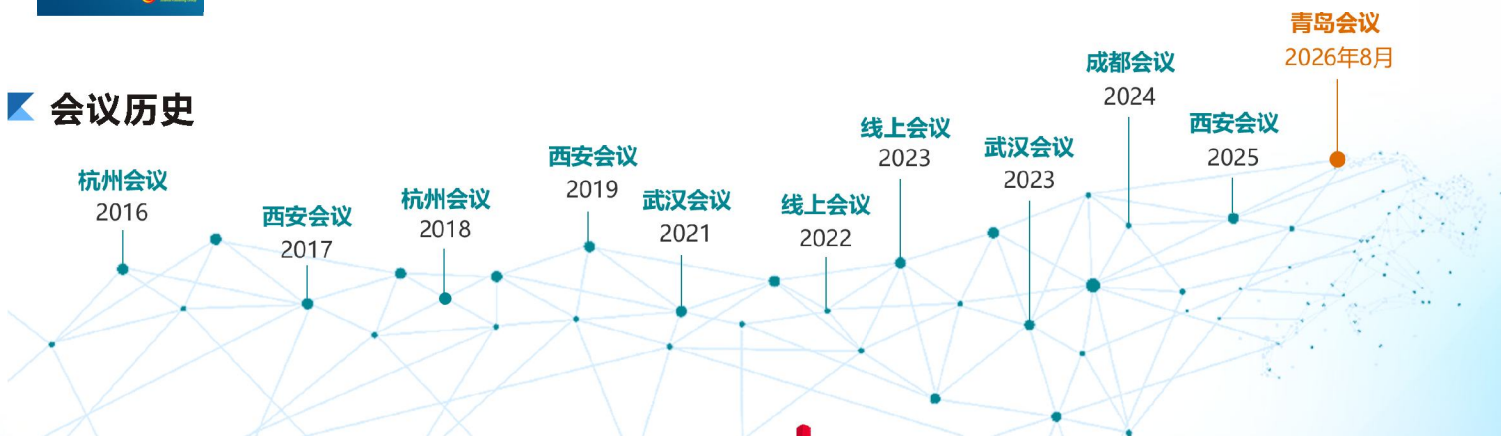 会议历史
杭州会议
2016
西安会议
2017
杭州会议
2018
西安会议
2019
武汉会议
2021
线上会议
2022
线上会议
2023
武汉会议
2023
成都会议
2024
西安会议
2025
青岛会议
2026年8月